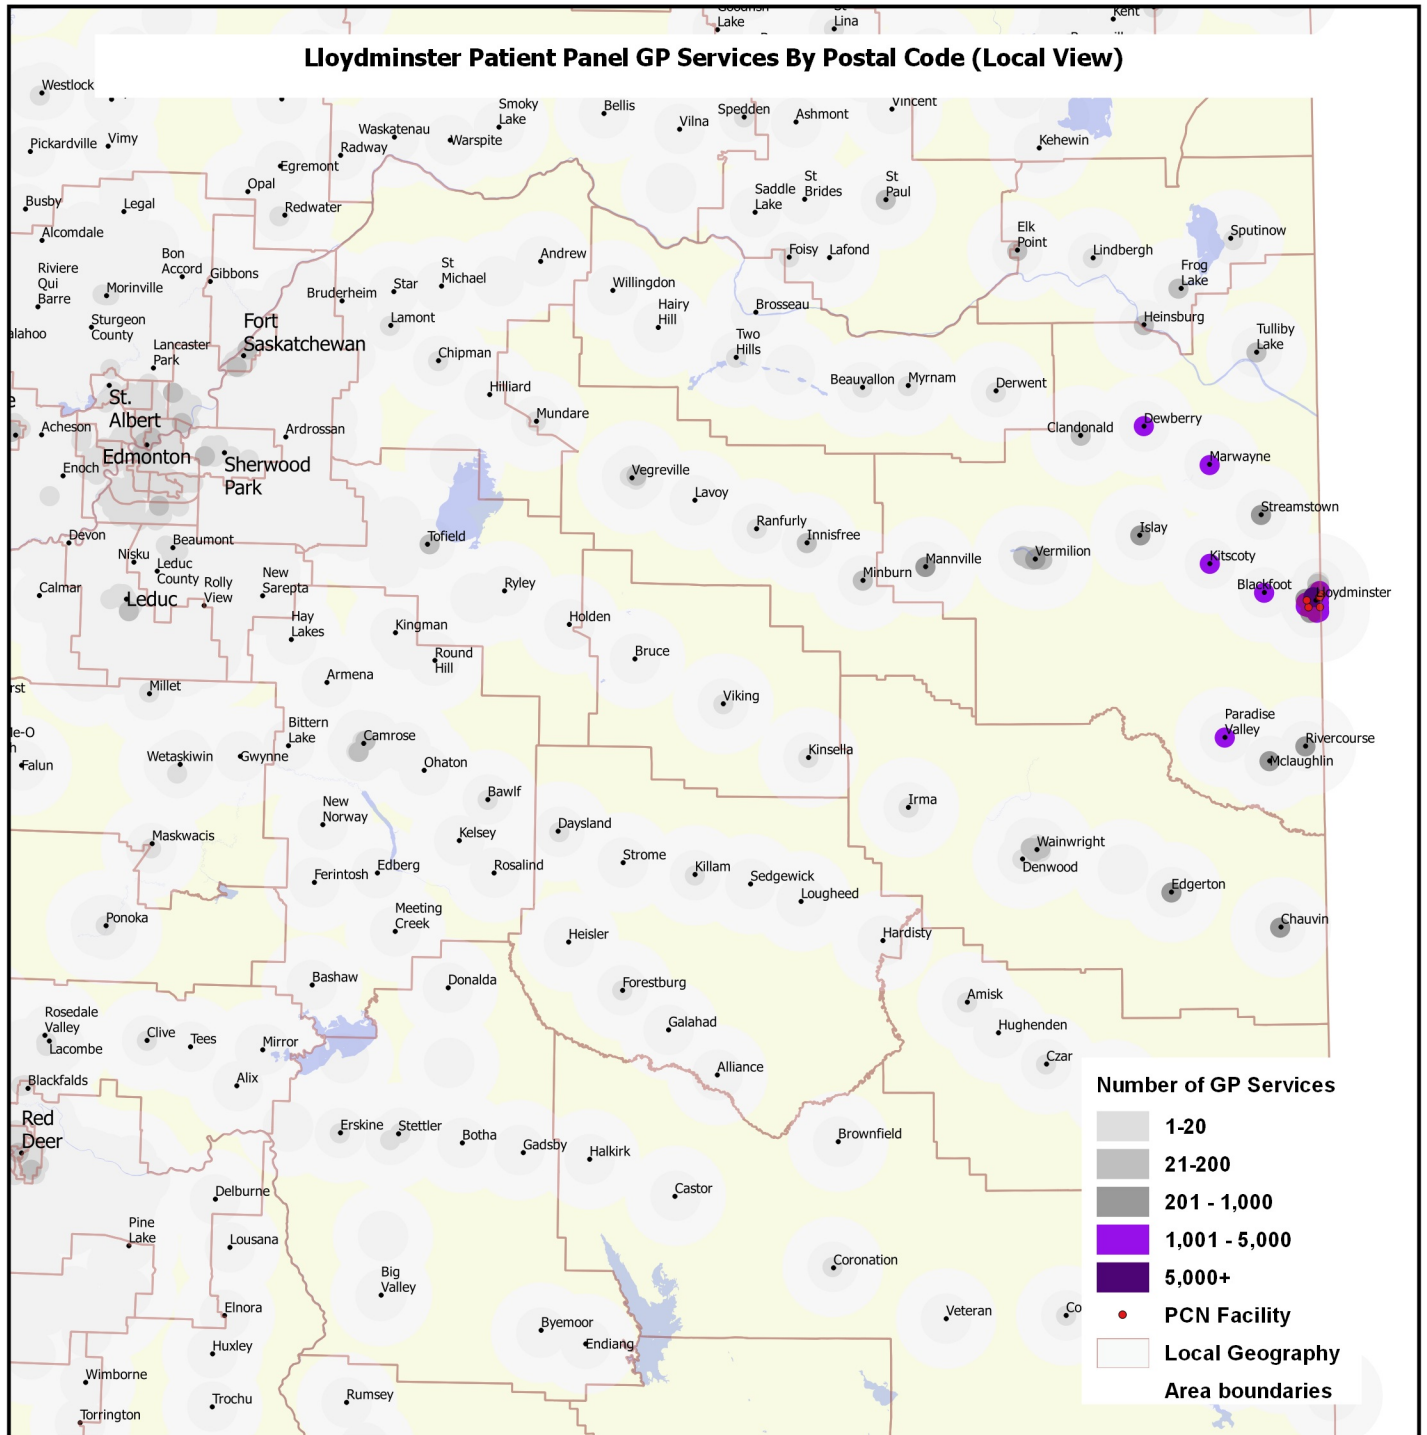 Goodfish
Lake
St
Lina
Kent
Lloydminster Patient Panel GP Services By Postal Code (Local View)
Westlock
Smoky
Lake
Bellis
Spedden
Vincent
Ashmont
Vilna
Waskatenau
Warspite
Pickardville
Vimy
Radway
Kehewin
Egremont
Opal
St
Brides
St
Paul
Saddle
Lake
Busby
Legal
Redwater
Alcomdale
Elk
Point
Sputinow
Bon
Accord
Andrew
Foisy
Lafond
Lindbergh
Riviere
Qui
Barre
Gibbons
St
Michael
Frog
Lake
Morinville
Star
Willingdon
Bruderheim
Hairy
Hill
Brosseau
Sturgeon
County
Fort
Saskatchewan
Lamont
Heinsburg
alahoo
Two
Hills
Tulliby
Lake
Lancaster
Park
Chipman
Beauvallon
Myrnam
Derwent
Hilliard
St.
Albert
Mundare
Dewberry
Acheson
Ardrossan
Clandonald
Edmonton
Marwayne
Enoch
Sherwood
Park
Vegreville
Lavoy
Streamstown
Devon
Beaumont
Tofield
Ranfurly
Innisfree
Islay
Nisku
Leduc
County
Mannville
Vermilion
Kitscoty
Calmar
Rolly
View
New
Sarepta
Ryley
Minburn
Blackfoot
Lloydminster
Leduc
Hay
Lakes
Kingman
Holden
Round
Hill
Bruce
Armena
rst
Millet
Viking
Bittern
Lake
Paradise
Valley
le-O
h
Camrose
Rivercourse
Wetaskiwin
Gwynne
Kinsella
Falun
Ohaton
Mclaughlin
Bawlf
Irma
New
Norway
Daysland
Maskwacis
Kelsey
Wainwright
Strome
Ferintosh
Edberg
Rosalind
Killam
Denwood
Sedgewick
Lougheed
Edgerton
Ponoka
Meeting
Creek
Chauvin
Heisler
Hardisty
Bashaw
Donalda
Forestburg
Amisk
Rosedale
Valley
Clive
Tees
Galahad
Hughenden
Lacombe
Mirror
Czar
Blackfalds
Alix
Alliance
Red
Deer
Erskine
Stettler
Botha
Gadsby
Halkirk
Brownfield
Delburne
Castor
Pine
Lake
Lousana
Coronation
Big
Valley
Elnora
Veteran
Co
Byemoor
Huxley
Endiang
Wimborne
Trochu
Rumsey
Torrington
Number of GP Services
1-20
21-200
201 - 1,000
1,001 - 5,000
5,000+
PCN Facility
Local Geography
Area boundaries